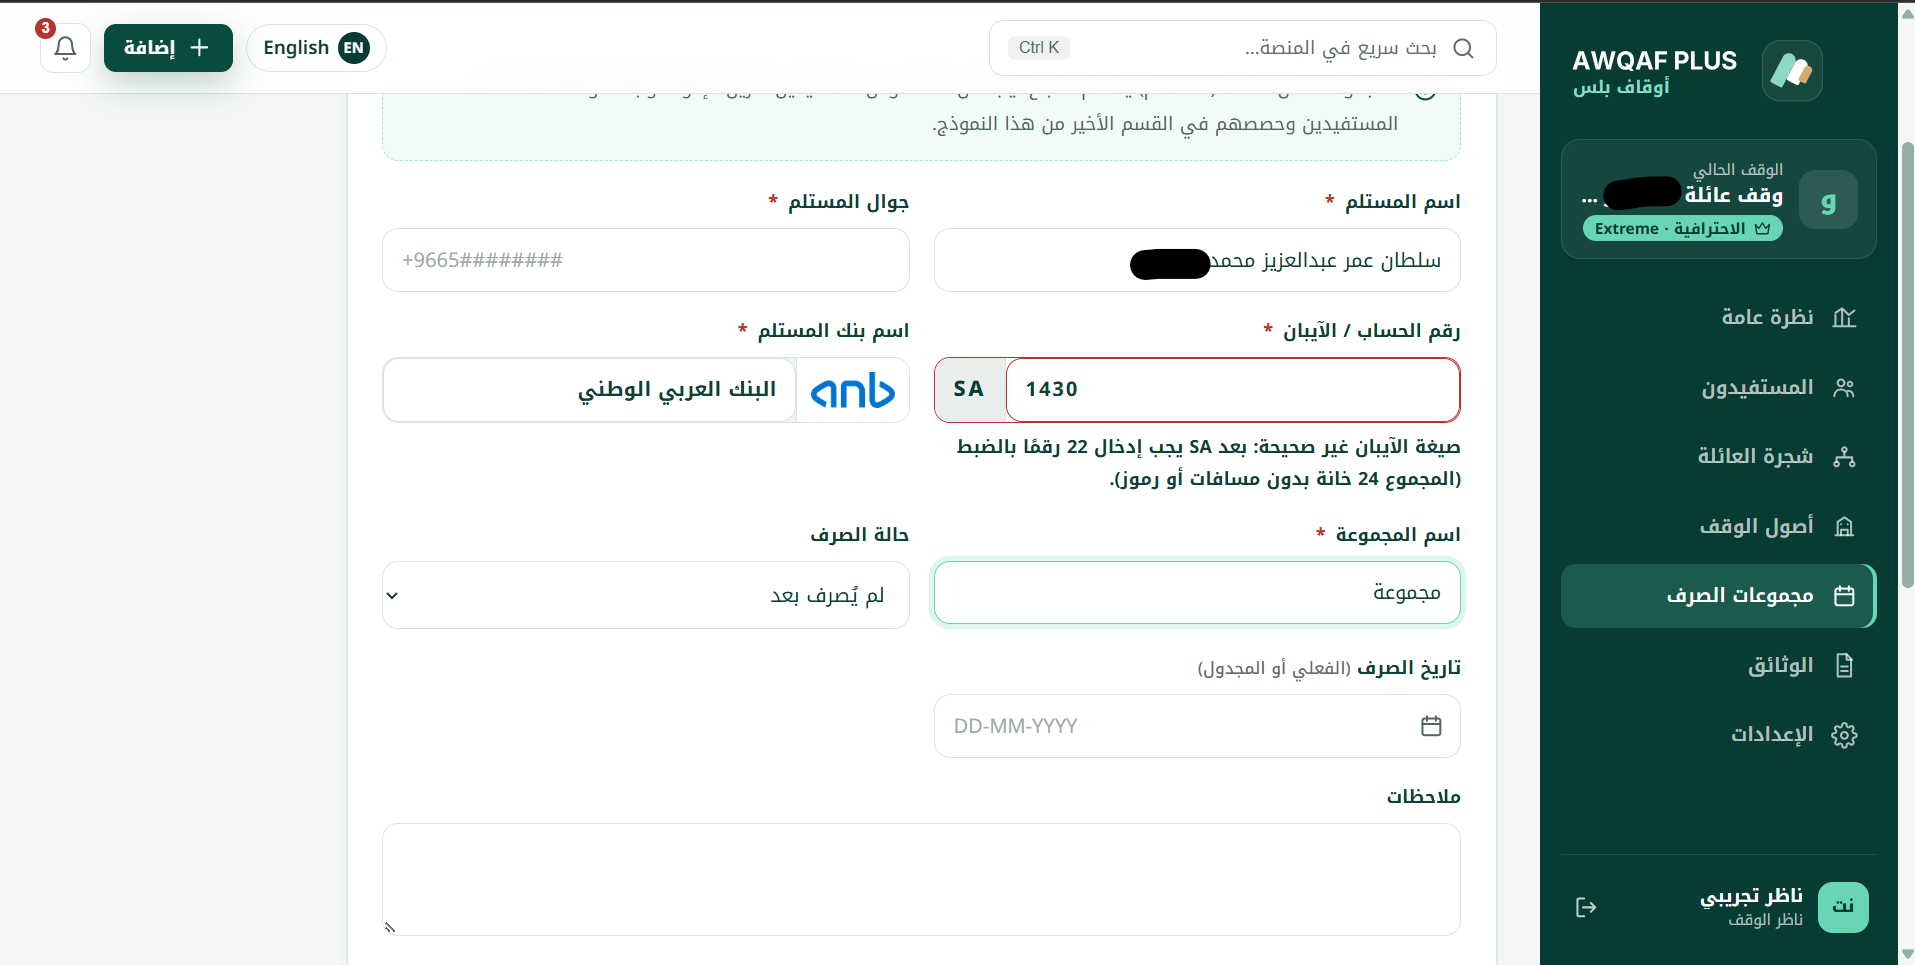 3
إضافة
English EN
Ctrl K
بحث سريع في المنصة...
AWQAF PLUS
أوقاف بلس
الوقف الحالي
وقف عائلة
...
و
الاحترافية · Extreme
نظرة عامة
المستفيدون
شجرة العائلة
أصول الوقف
مجموعات الصرف
الوثائق
الإعدادات
نت
ناظر تجريبي
ناظر الوقف
المستفيدين وحصصهم في القسم الأخير من هذا النموذج.
اسم المستلم *
سلطان عمر عبدالعزيز محمد
جوال المستلم *
+9665########
رقم الحساب / الآيبان *
SA 1430
صيغة الآيبان غير صحيحة: بعد SA يجب إدخال 22 رقمًا بالضبط
(المجموع 24 خانة بدون مسافات أو رموز).
اسم بنك المستلم *
anb
البنك العربي الوطني
اسم المجموعة *
مجموعة
حالة الصرف
لم يُصرف بعد
تاريخ الصرف (الفعلي أو المجدول)
DD-MM-YYYY
ملاحظات